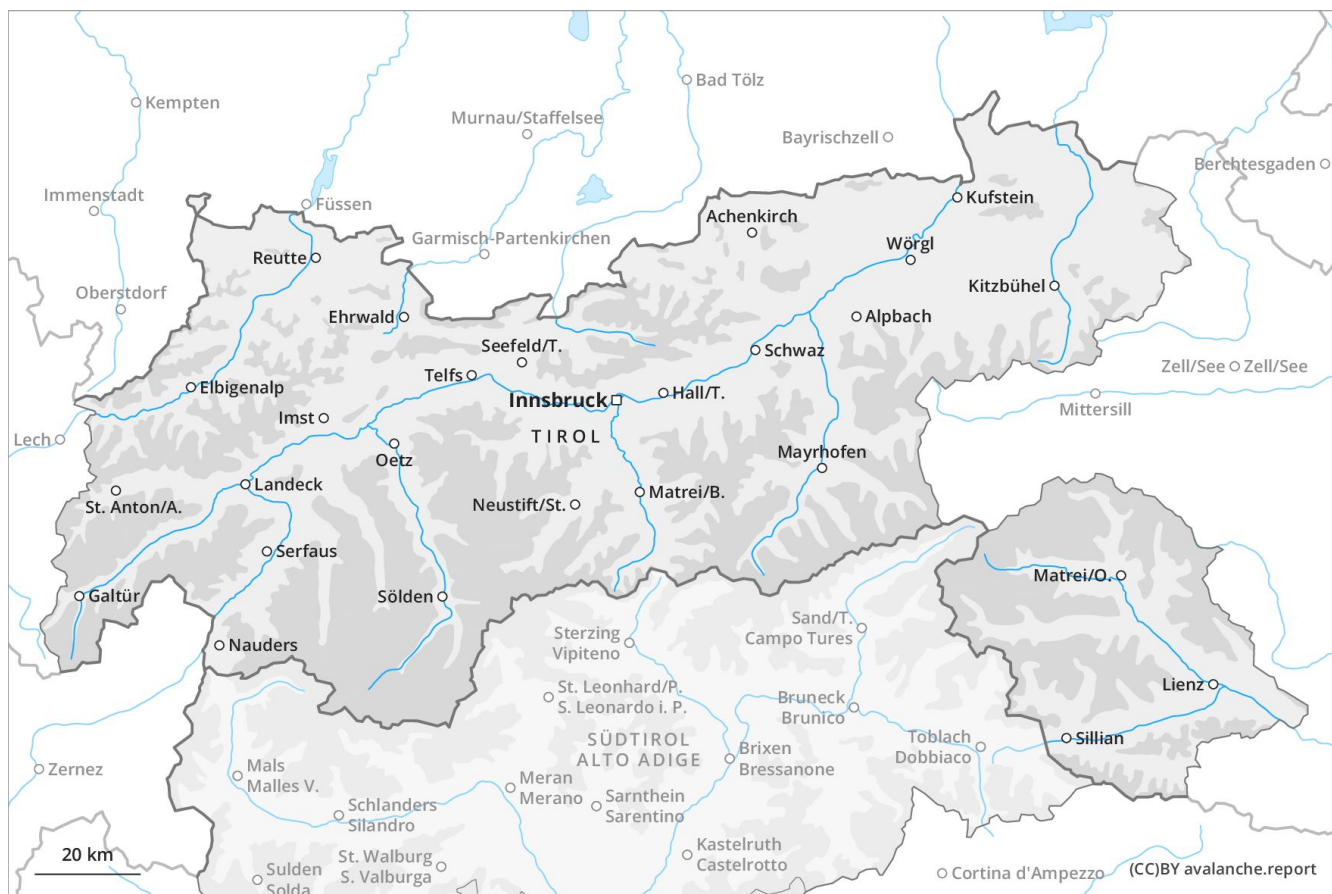 Kempten
Bad Tölz
Murnau/Staffelsee
Bayrischzell
Berchtesgaden
Immenstadt
Füssen
Kufstein
Achenkirch
Garmisch-Partenkirchen
Wörgl
Reutte
Oberstdorf
Kitzbühel
Ehrwald
Alpbach
Seefeld/T.
Schwaz
Telfs
Zell/See
Zell/See
Elbigenalp
Innsbruck
Hall/T.
Mittersill
Imst
TIROL
Lech
Oetz
Mayrhofen
Landeck
Matrei/B.
St. Anton/A.
Neustift/St.
Serfaus
Matrei/O.
Galtür
Sölden
Sand/T.
Campo Tures
Sterzing
Vipiteno
Nauders
Lienz
St. Leonhard/P.
S. Leonardo i. P.
Bruneck
Brunico
SÜDTIROL
ALTO ADIGE
Sillian
Toblach
Dobbiaco
Brixen
Bressanone
Zernez
Mals
Malles V.
Meran
Merano
Sarnthein
Sarentino
Schlanders
Silandro
20 km
St. Walburg
S. Valburga
Kastelruth
Castelrotto
Sulden
Solda
Cortina d'Ampezzo
(CC)BY avalanche.report